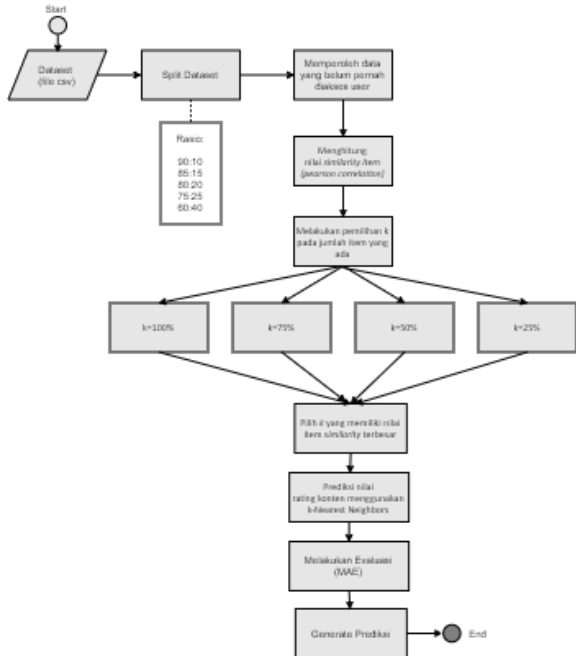 Start
Dataset
(file csv)
Split Dataset
Memperoleh data
yang belum pernah
diakses user
Rasio:
90:10
85:15
80:20
75:25
60:40
Menghitung
nilai similarity item
(pearson correlation)
Melakukan pemilihan k
pada jumlah item yang
ada
k=100%
k=75%
k=50%
k=25%
Pilih it yang memiliki nilai
item similarity terbesar
Prediksi nilai
rating konten menggunakan
k-Nearest Neighbors
Melakukan Evaluasi
(MAE)
Generate Prediksi
End